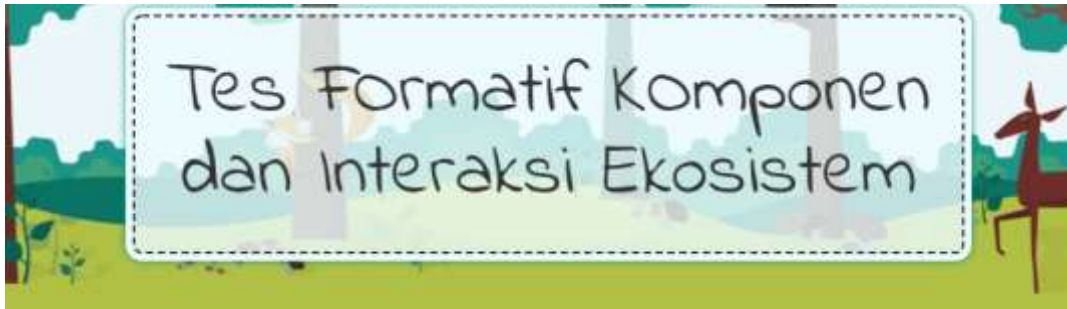 Tes Formatif Komponen
dan Interaksi Ekosistem